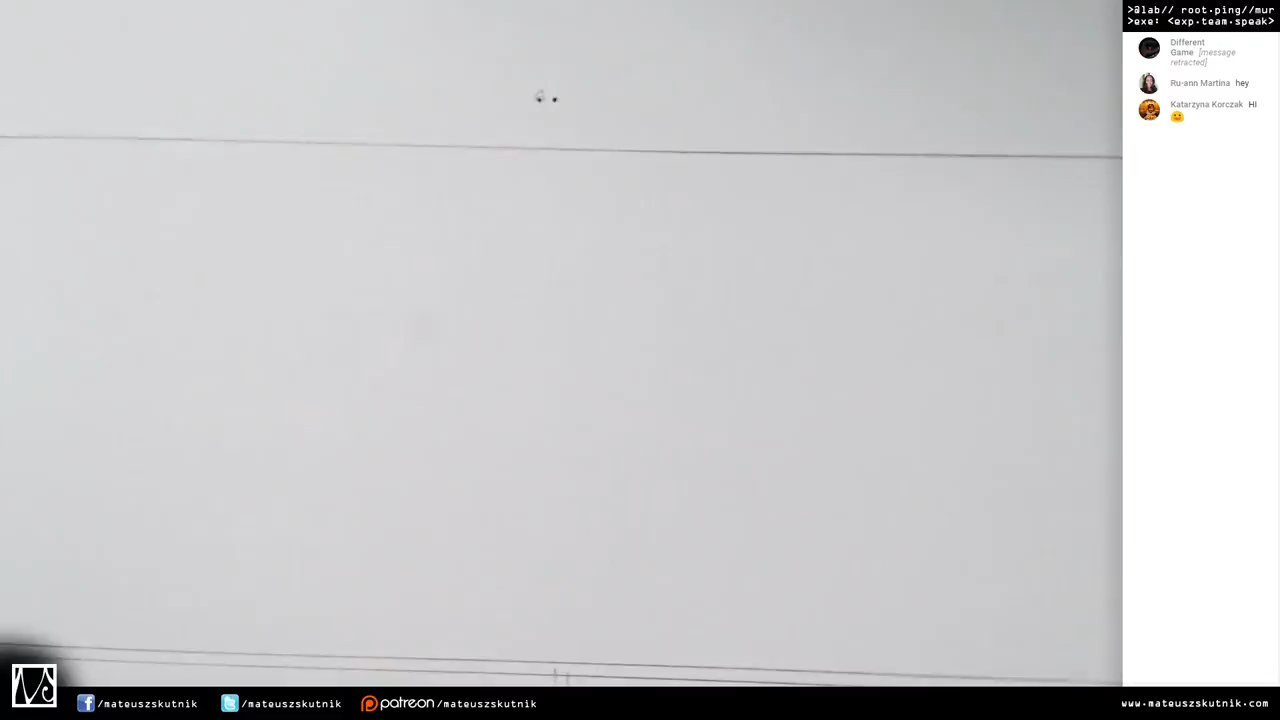 >@lab// root.ping//mur
>exe: <exp.team.speak>
Different
Game [message
retracted]
Ru-ann Martina hey
Katarzyna Korczak HI
/mateuszskutnik
/mateuszskutnik
patreon/mateuszskutnik
www.mateuszskutnik.com